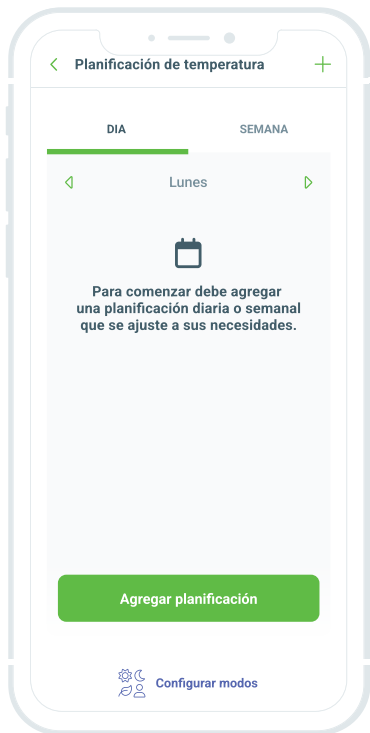 Planificación de temperatura
DIA
SEMANA
Lunes
Para comenzar debe agregar
una planificación diaria o semanal
que se ajuste a sus necesidades.
Agregar planificación
Configurar modos